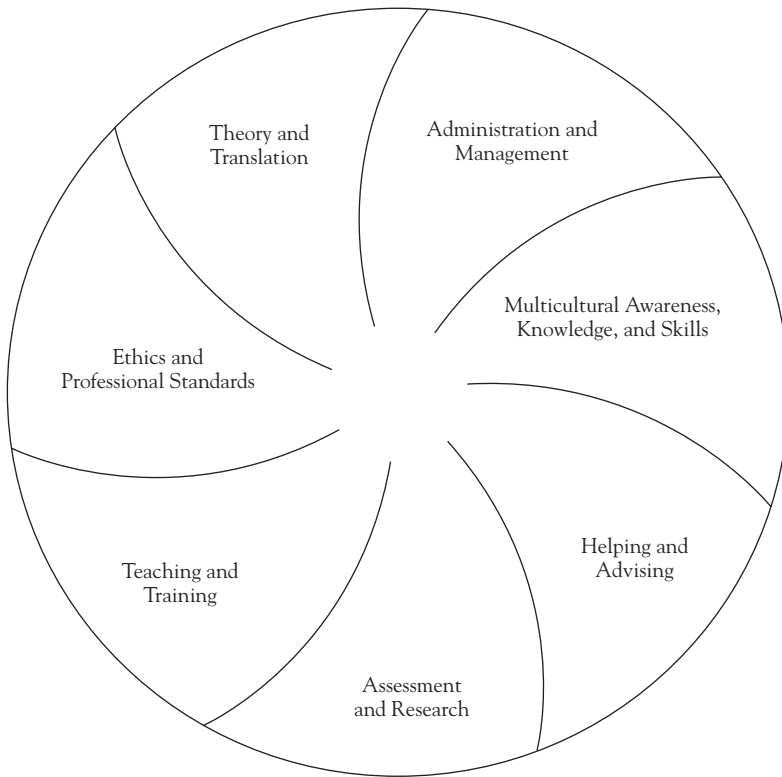 Theory and
Translation
Administration and
Management
Multicultural Awareness,
Knowledge, and Skills
Ethics and
Professional Standards
Helping and
Advising
Teaching and
Training
Assessment
and Research